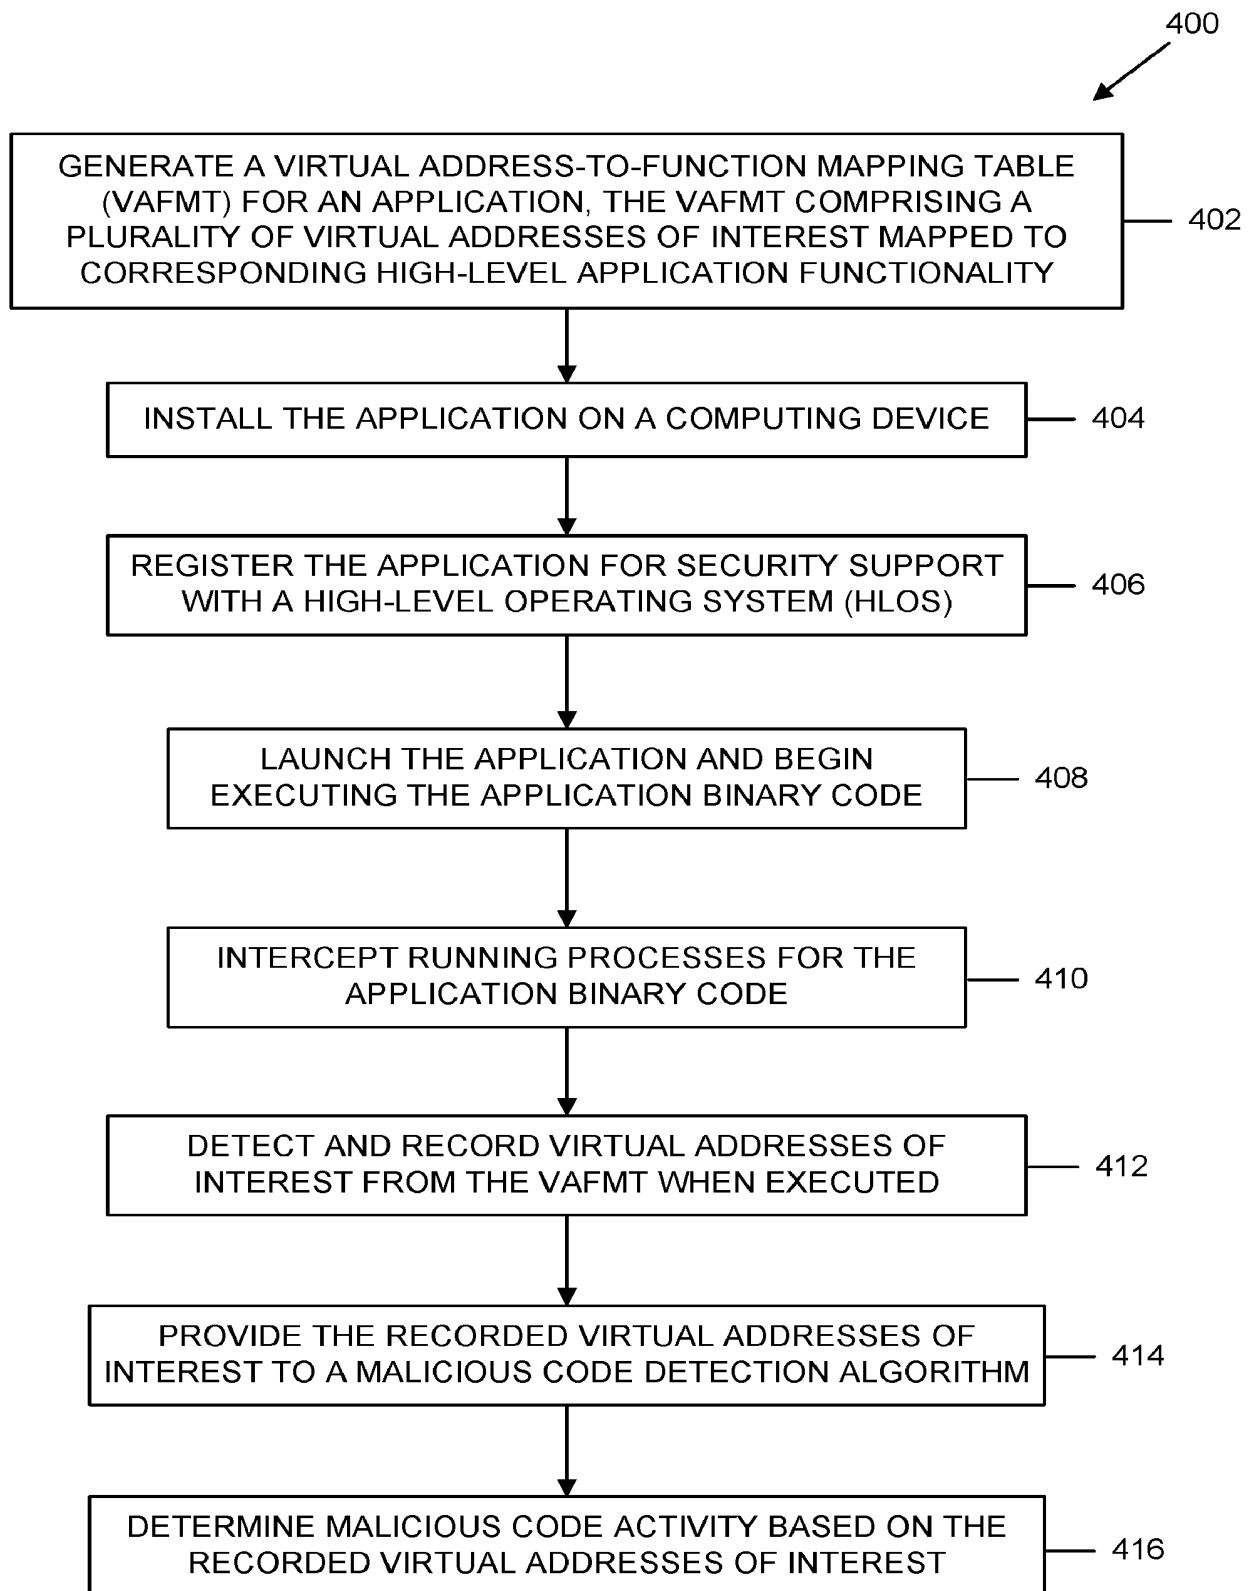 400
GENERATE A VIRTUAL ADDRESS-TO-FUNCTION MAPPING TABLE
(VAFMT) FOR AN APPLICATION, THE VAFMT COMPRISING A
PLURALITY OF VIRTUAL ADDRESSES OF INTEREST MAPPED TO
CORRESPONDING HIGH-LEVEL APPLICATION FUNCTIONALITY
402
INSTALL THE APPLICATION ON A COMPUTING DEVICE
404
REGISTER THE APPLICATION FOR SECURITY SUPPORT
WITH A HIGH-LEVEL OPERATING SYSTEM (HLOS)
406
LAUNCH THE APPLICATION AND BEGIN
EXECUTING THE APPLICATION BINARY CODE
408
INTERCEPT RUNNING PROCESSES FOR THE
APPLICATION BINARY CODE
410
DETECT AND RECORD VIRTUAL ADDRESSES OF
INTEREST FROM THE VAFMT WHEN EXECUTED
412
PROVIDE THE RECORDED VIRTUAL ADDRESSES OF
INTEREST TO A MALICIOUS CODE DETECTION ALGORITHM
414
DETERMINE MALICIOUS CODE ACTIVITY BASED ON THE
RECORDED VIRTUAL ADDRESSES OF INTEREST
416